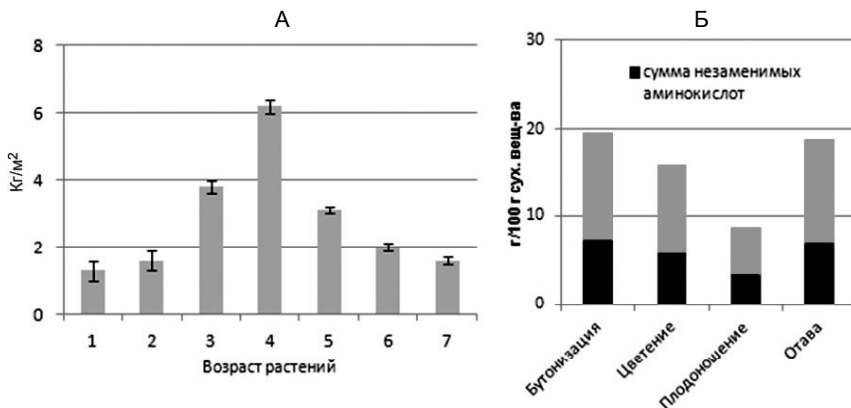 А
8
6
4
2
0
Кг/м²
1 2 3 4 5 6 7
Возраст растений
Б
30
20
10
0
г/100 г сух. вещ-ва
сумма незаменимых
аминокислот
Бутонизация
Цветение
Плодоношение
Отава